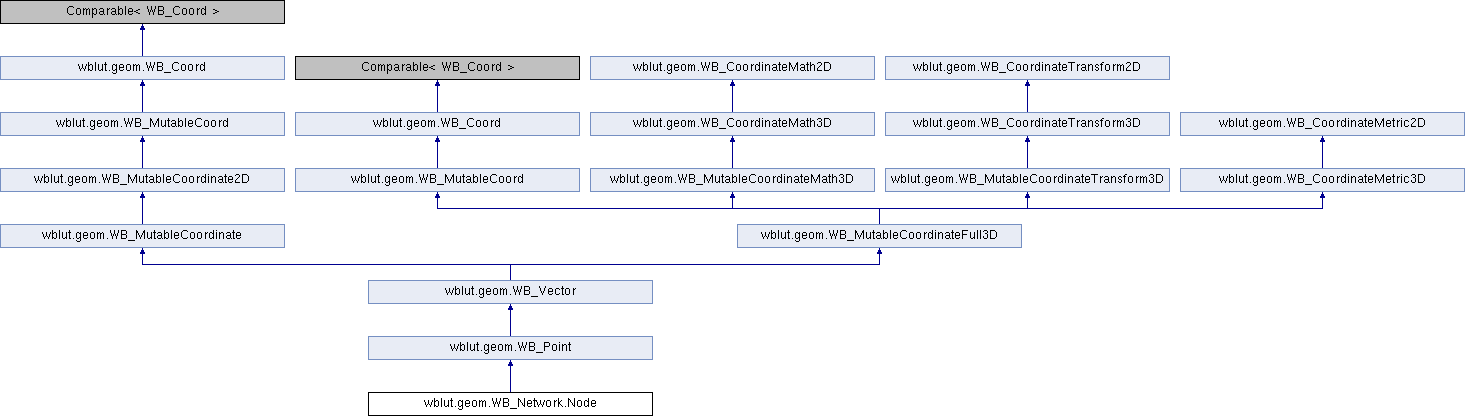 Comparable< WB_Coord >
wblut.geom.WB_Coord
Comparable< WB_Coord >
wblut.geom.WB_CoordinateMath2D
wblut.geom.WB_CoordinateTransform2D
wblut.geom.WB_MutableCoord
wblut.geom.WB_Coord
wblut.geom.WB_CoordinateMath3D
wblut.geom.WB_CoordinateTransform3D
wblut.geom.WB_CoordinateMetric2D
wblut.geom.WB_MutableCoordinate2D
wblut.geom.WB_MutableCoord
wblut.geom.WB_MutableCoordinateMath3D
wblut.geom.WB_MutableCoordinateTransform3D
wblut.geom.WB_CoordinateMetric3D
wblut.geom.WB_MutableCoordinate
wblut.geom.WB_MutableCoordinateFull3D
wblut.geom.WB_Vector
wblut.geom.WB_Point
wblut.geom.WB_Network.Node